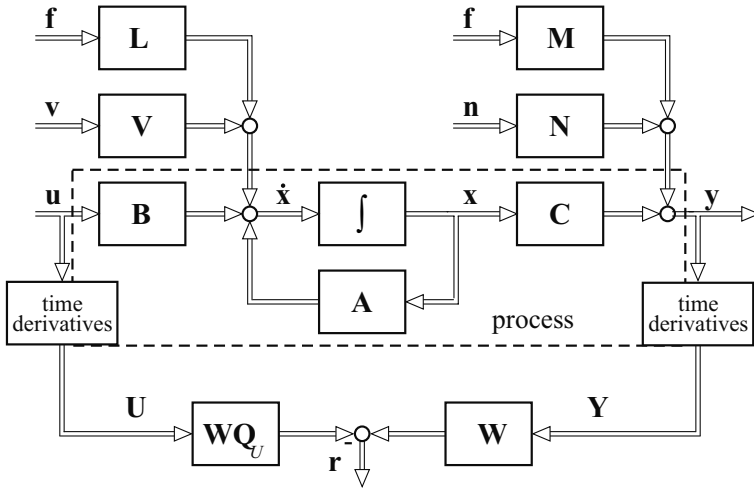 f L f M
v V n N
u B ẋ ∫ x C y
A
time
derivatives
process
time
derivatives
U WQ_U - W Y
r